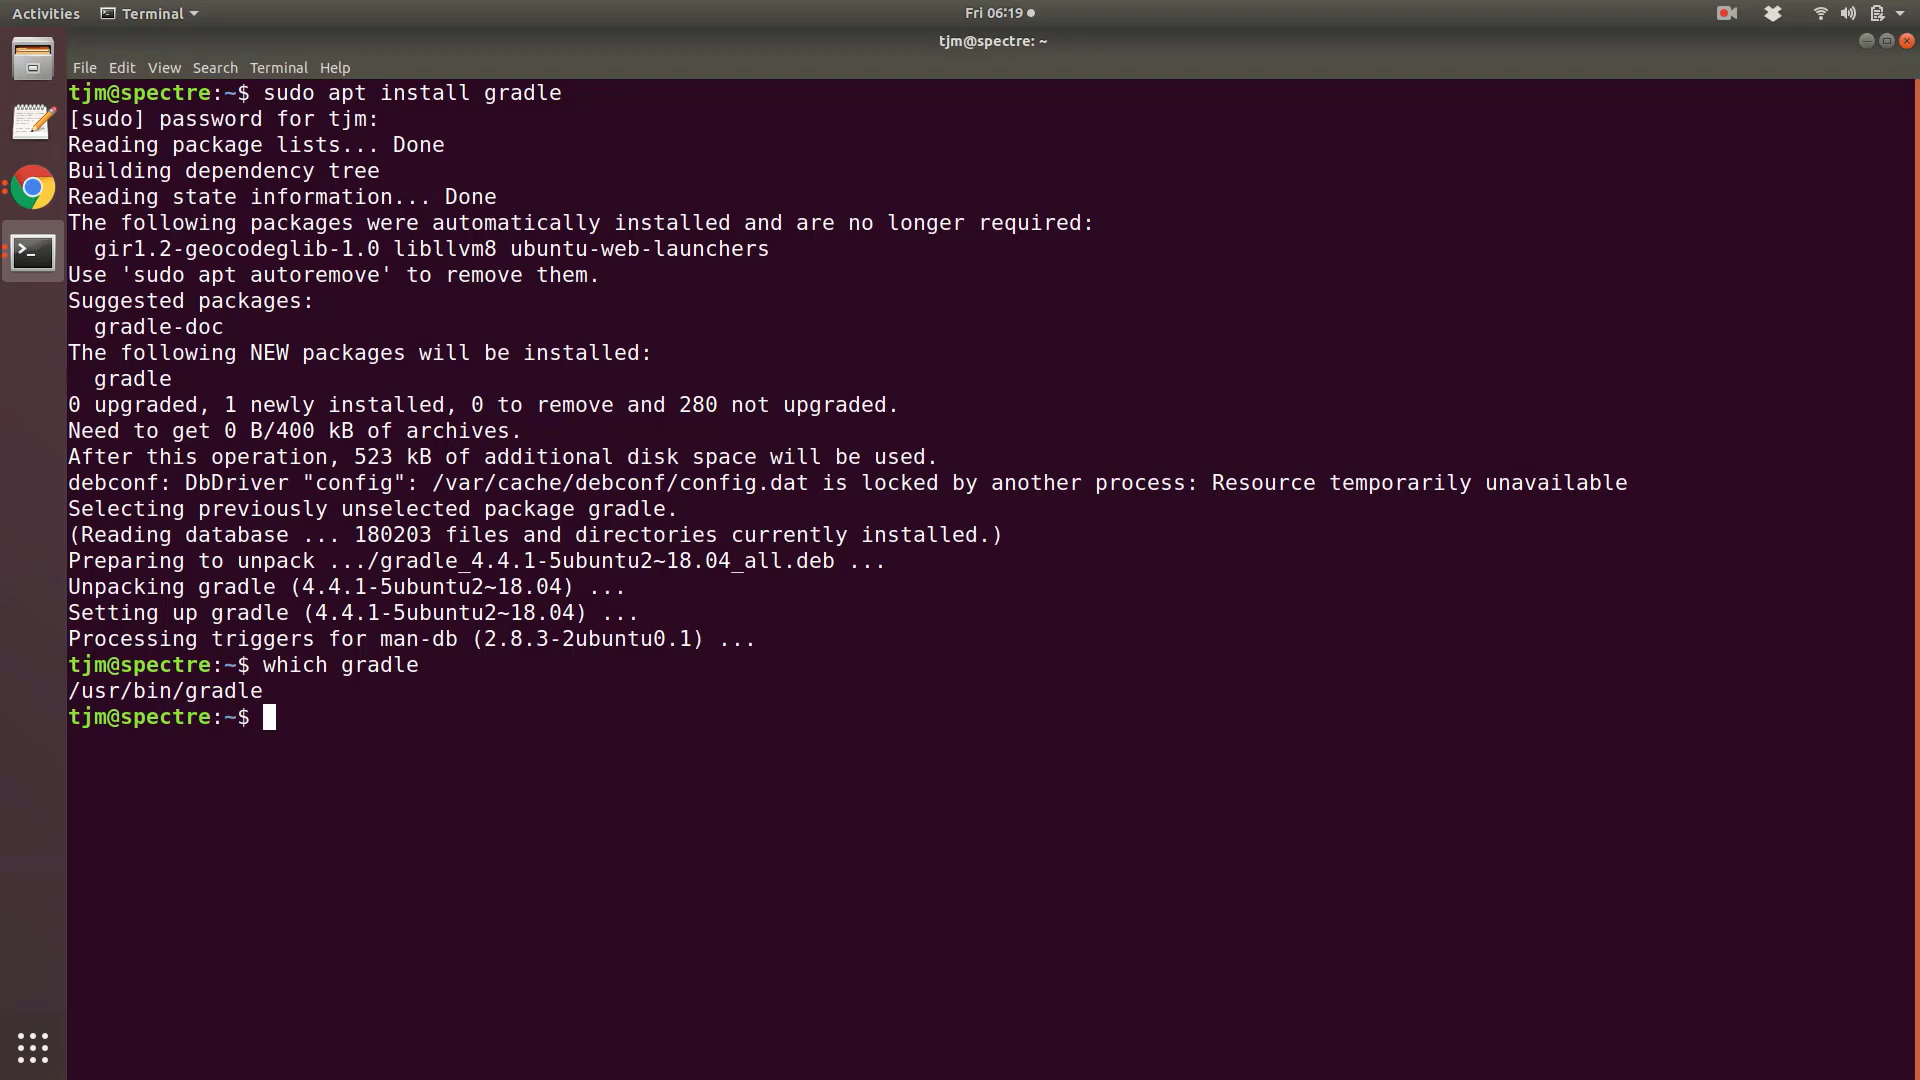 Activities Terminal Fri 06:19
tjm@spectre: ~
File Edit View Search Terminal Help
tjm@spectre:~$ sudo apt install gradle
[sudo] password for tjm:
Reading package lists... Done
Building dependency tree
Reading state information... Done
The following packages were automatically installed and are no longer required:
  gir1.2-geocodeglib-1.0 libllvm8 ubuntu-web-launchers
Use 'sudo apt autoremove' to remove them.
Suggested packages:
  gradle-doc
The following NEW packages will be installed:
  gradle
0 upgraded, 1 newly installed, 0 to remove and 280 not upgraded.
Need to get 0 B/400 kB of archives.
After this operation, 523 kB of additional disk space will be used.
debconf: DbDriver "config": /var/cache/debconf/config.dat is locked by another process: Resource temporarily unavailable
Selecting previously unselected package gradle.
(Reading database ... 180203 files and directories currently installed.)
Preparing to unpack .../gradle_4.4.1-5ubuntu2~18.04_all.deb ...
Unpacking gradle (4.4.1-5ubuntu2~18.04) ...
Setting up gradle (4.4.1-5ubuntu2~18.04) ...
Processing triggers for man-db (2.8.3-2ubuntu0.1) ...
tjm@spectre:~$ which gradle
/usr/bin/gradle
tjm@spectre:~$